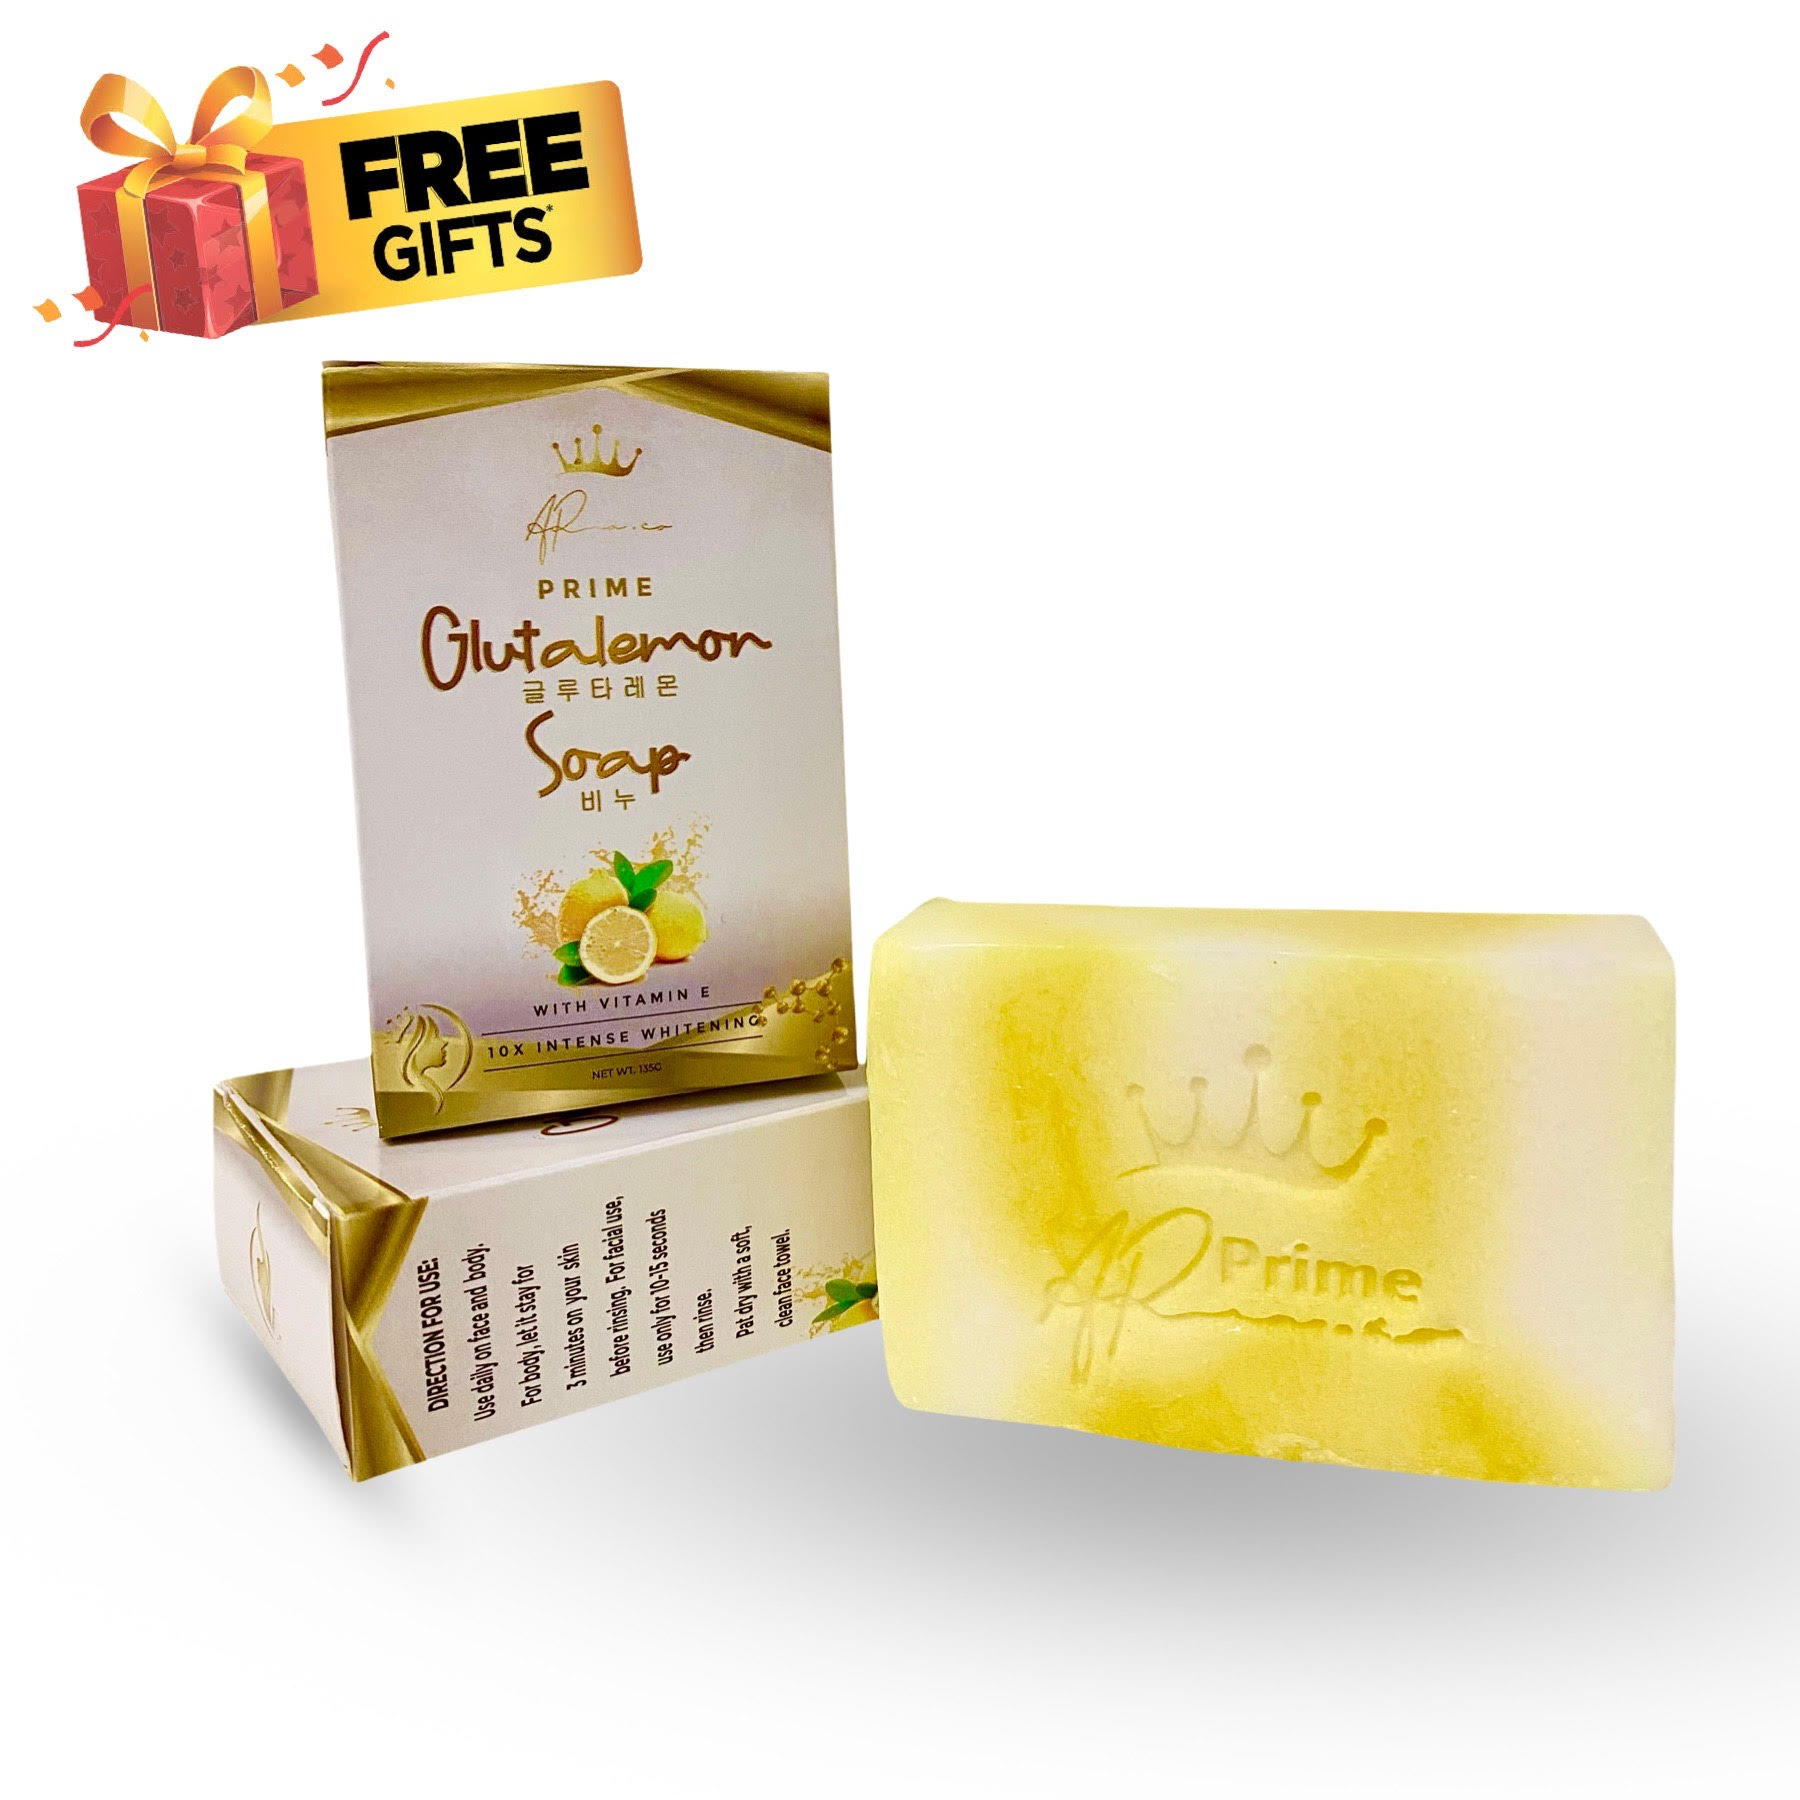 FREE
GIFTS*
PRIME
Glutalemon
글루타레몬
Soap
비누
WITH VITAMIN E
10X INTENSE WHITENING
NET WT. 135G
DIRECTION FOR USE:
Use daily on face and body.
For body, let it stay for
3 minutes on your skin
before rinsing. For facial use,
use only for 10-15 seconds
then rinse.
Pat dry with a soft,
clean face towel.
Prime